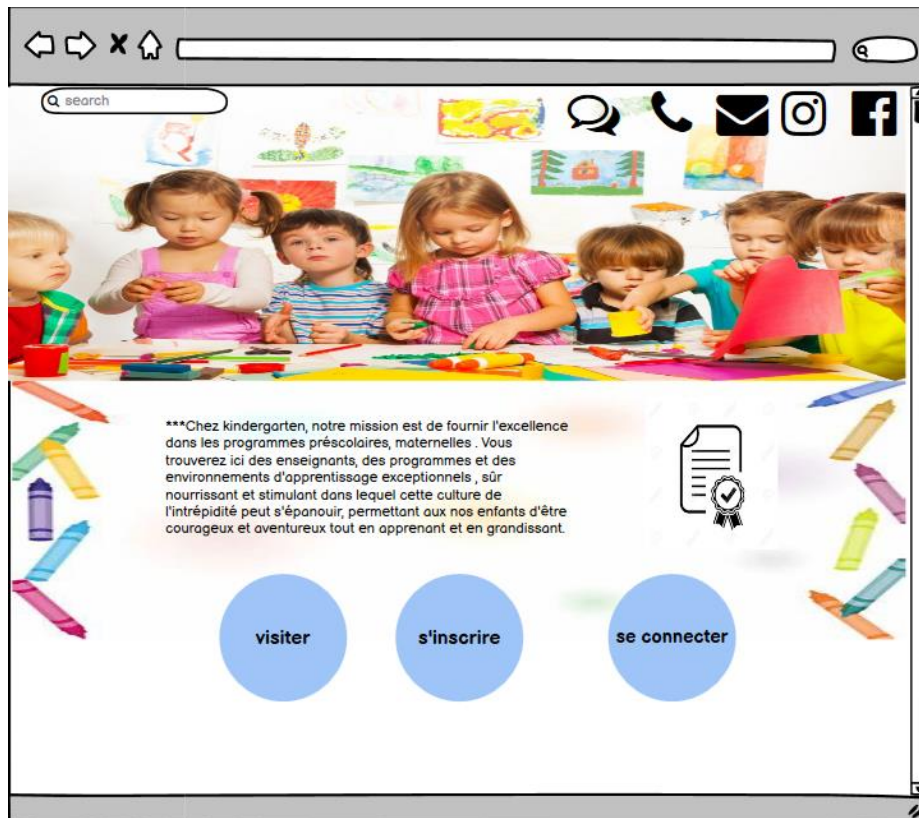 search
***Chez kindergarten, notre mission est de fournir l'excellence
dans les programmes préscolaires, maternelles . Vous
trouverez ici des enseignants, des programmes et des
environnements d'apprentissage exceptionnels , sûr
nourrissant et stimulant dans lequel cette culture de
l'intrépidité peut s'épanouir, permettant aux nos enfants d'être
courageux et aventureux tout en apprenant et en grandissant.
visiter
s'inscrire
se connecter